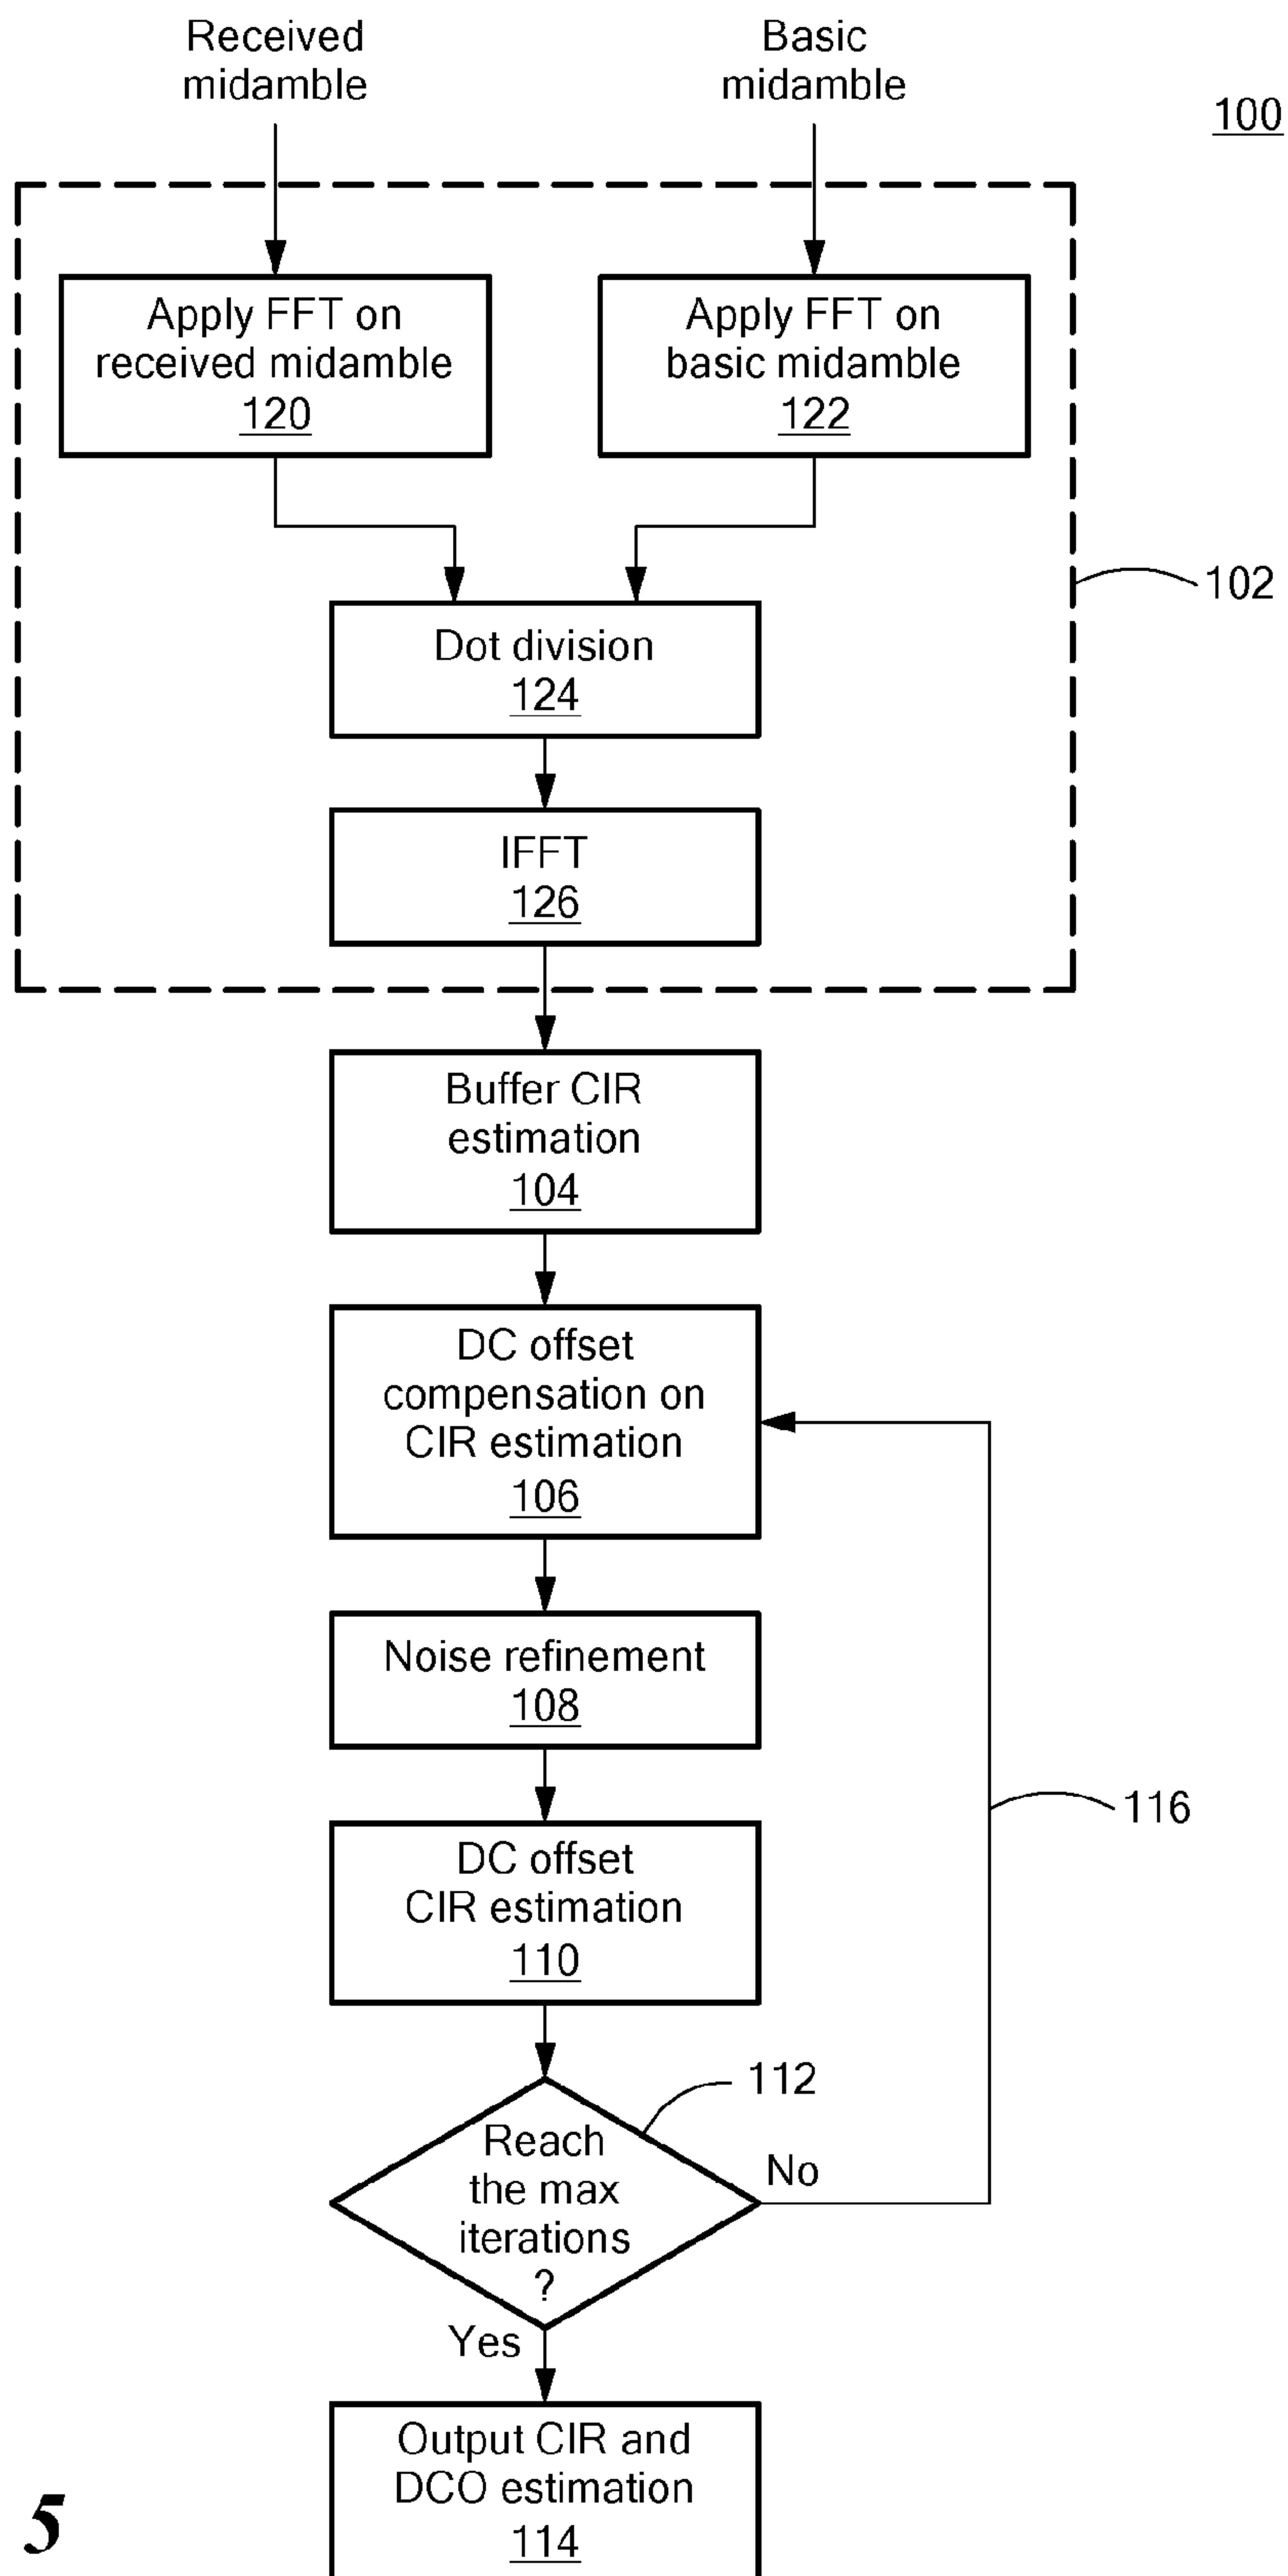 Received
midamble
Basic
midamble
100
Apply FFT on
received midamble
120
Apply FFT on
basic midamble
122
Dot division
124
102
IFFT
126
Buffer CIR
estimation
104
DC offset
compensation on
CIR estimation
106
Noise refinement
108
116
DC offset
CIR estimation
110
112
Reach
the max
iterations
?
No
Yes
Output CIR and
DCO estimation
114
5